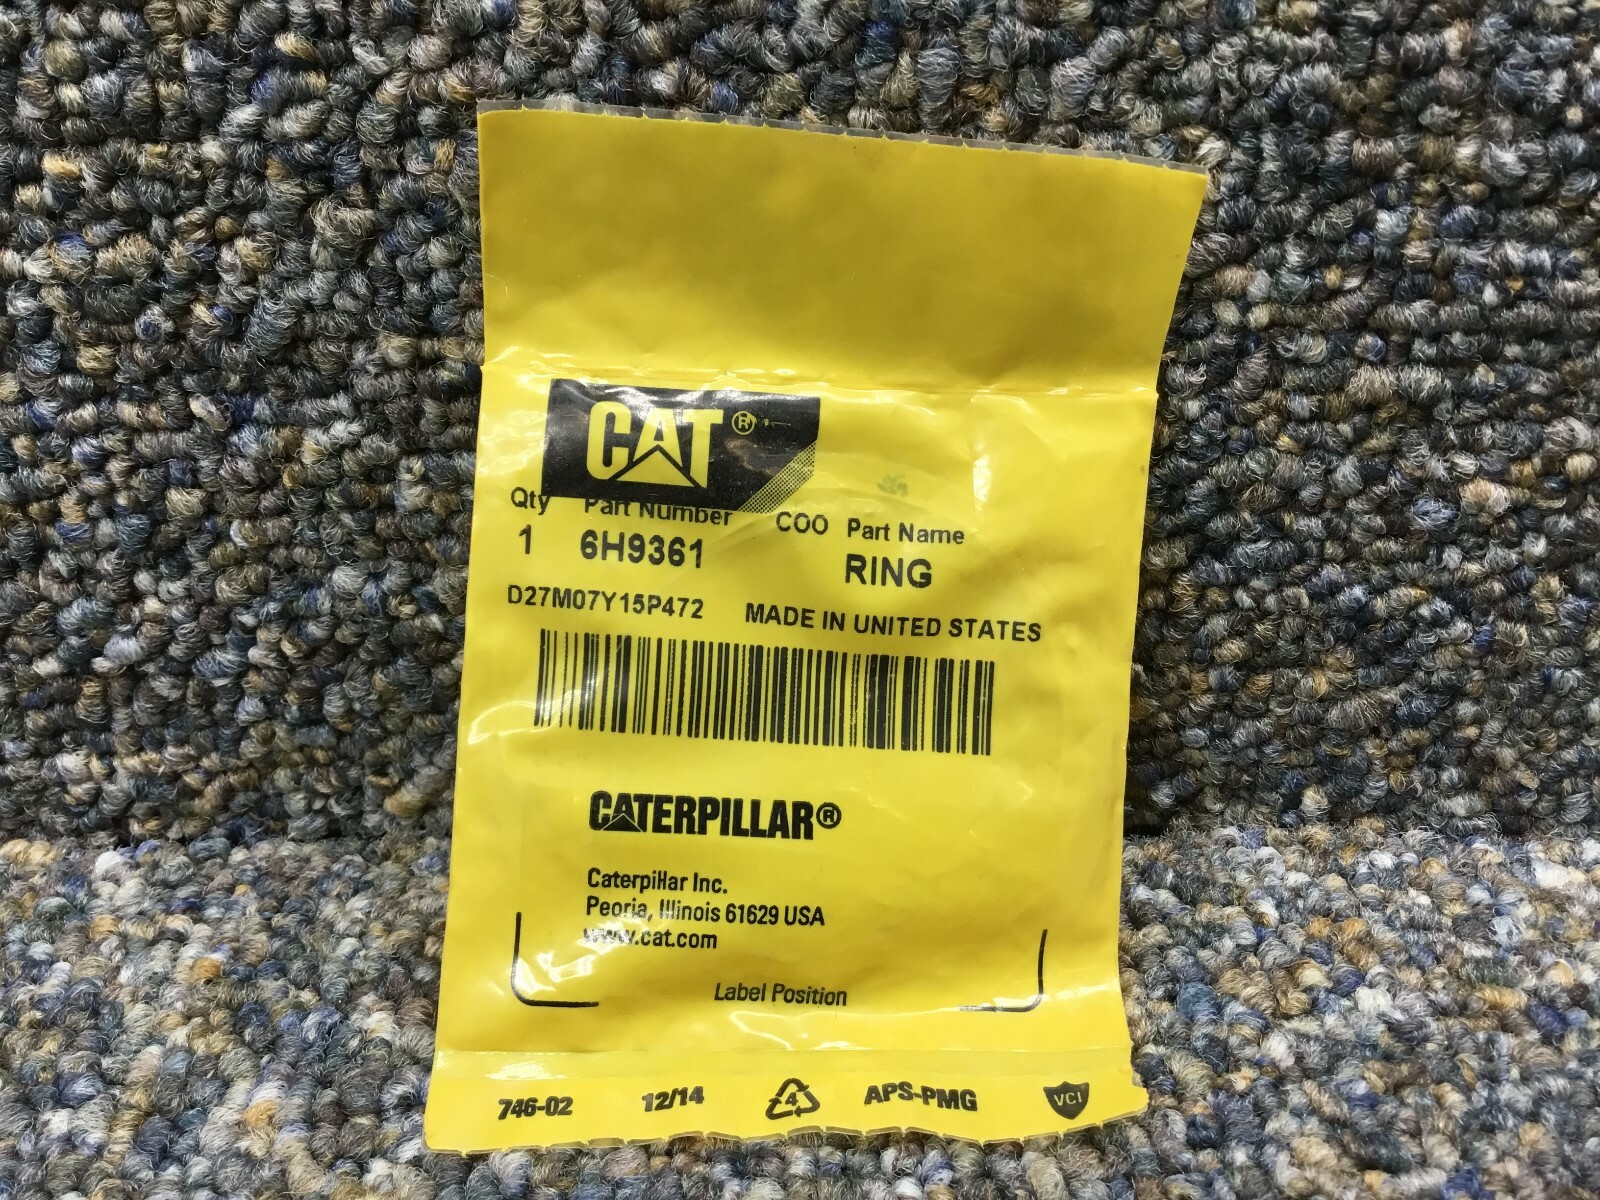 CAT®
Qty Part Number COO Part Name
1 6H9361 RING
D27M07Y15P472 MADE IN UNITED STATES
CATERPILLAR®
Caterpillar Inc.
Peoria, Illinois 61629 USA
www.cat.com
Label Position
746-02 12/14 4 APS-PMG VCI